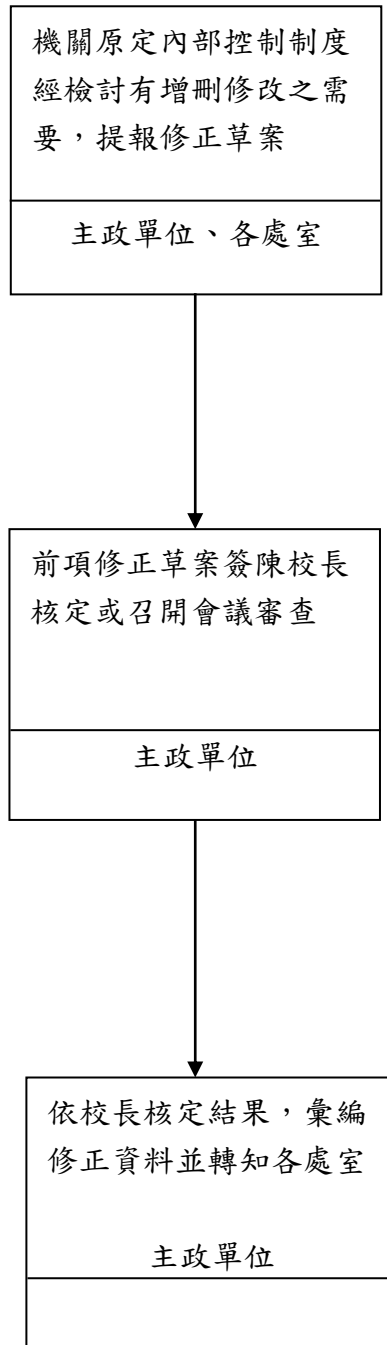 機關原定內部控制制度
經檢討有增刪修改之需
要，提報修正草案
主政單位、各處室
前項修正草案簽陳校長
核定或召開會議審查
主政單位
依校長核定結果，彙編
修正資料並轉知各處室
主政單位